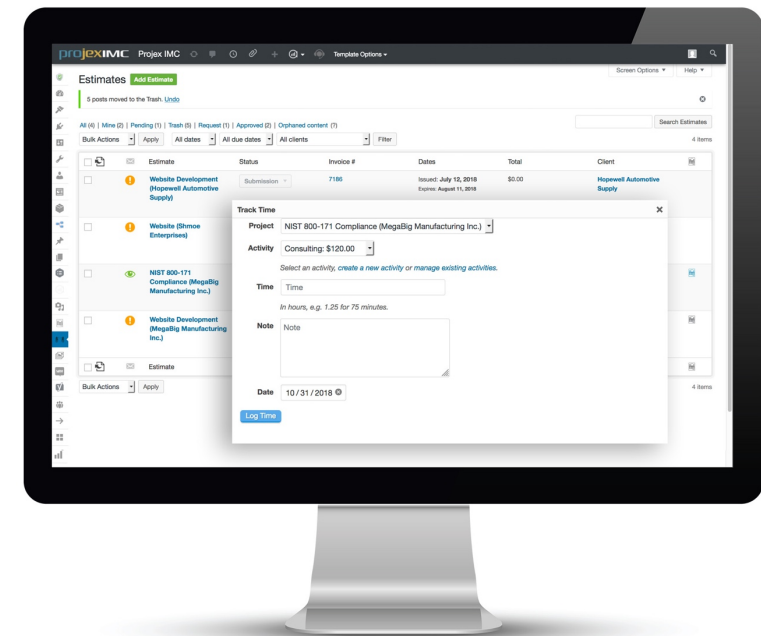 projexIMC Projex IMC Template Options
Screen Options Help
Estimates Add Estimate
5 posts moved to the Trash. Undo
All (4) | Mine (2) | Pending (1) | Trash (5) | Request (1) | Approved (2) | Orphaned content (7)
Search Estimates
Bulk Actions Apply All dates All due dates All clients Filter 4 items
Estimate Status Invoice # Dates Total Client
Website Development Submission 7186 Issued: July 12, 2018 $0.00 Hopewell Automotive
(Hopewell Automotive Expires: August 11, 2018 Supply
Supply)
Track Time
Project NIST 800-171 Compliance (MegaBig Manufacturing Inc.)
Website (Shmoe
Enterprises)
Activity Consulting: $120.00
Select an activity, create a new activity or manage existing activities.
NIST 800-171
Compliance (MegaBig
Manufacturing Inc.)
Time Time
In hours, e.g. 1.25 for 75 minutes.
Website Development
(MegaBig Manufacturing
Inc.)
Note Note
Estimate
Bulk Actions Apply 4 items
Date 10/31/2018
Log Time